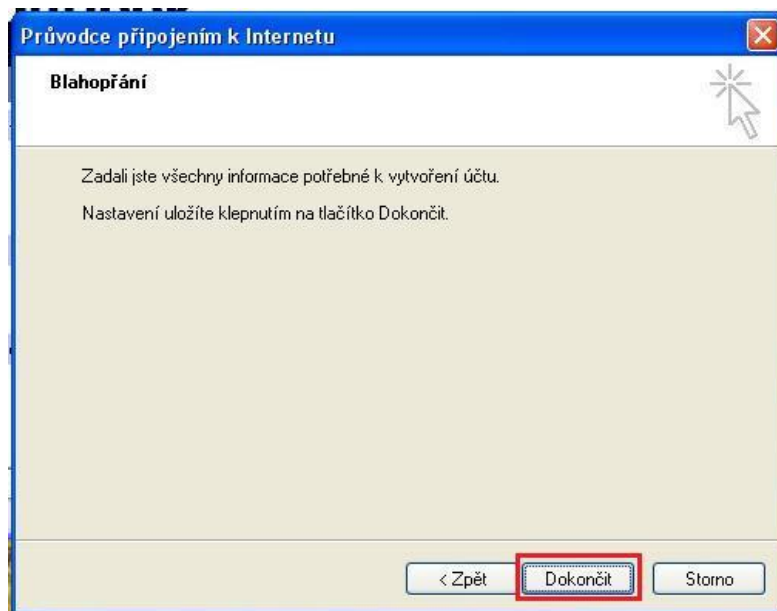 Průvodce připojením k Internetu
Blahopřání
Zadali jste všechny informace potřebné k vytvoření účtu.
Nastavení uložíte klepnutím na tlačítko Dokončit.
< Zpět
Dokončit
Storno